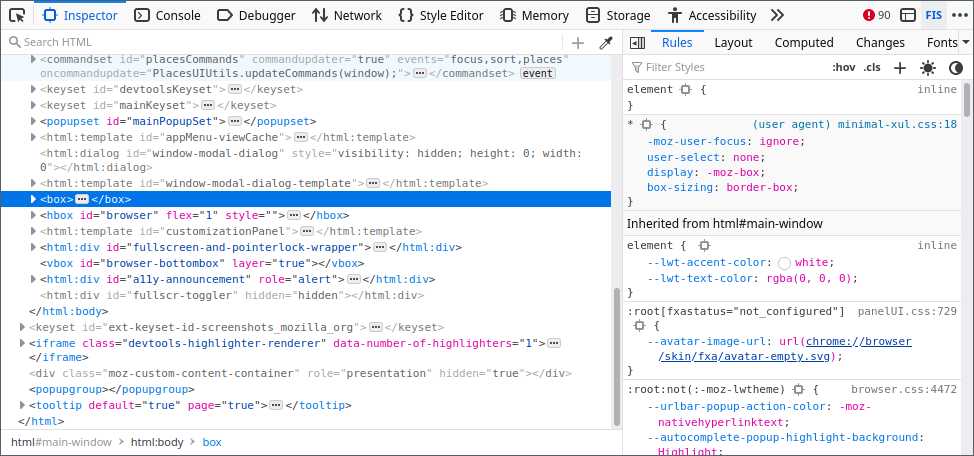 Inspector Console Debugger Network Style Editor Memory Storage Accessibility 90 FIS
Search HTML
<commandset id="placesCommands" commandupdater="true" events="focus,sort,places"
oncommandupdate="PlacesUIUtils.updateCommands(window);"></commandset> event
<keyset id="devtoolsKeyset"></keyset>
<keyset id="mainKeyset"></keyset>
<popupset id="mainPopupSet"></popupset>
<html:template id="appMenu-viewCache"></html:template>
<html:dialog id="window-modal-dialog" style="visibility: hidden; height: 0; width:
0"></html:dialog>
<html:template id="window-modal-dialog-template"></html:template>
<box></box>
<hbox id="browser" flex="1" style=""></hbox>
<html:template id="customizationPanel"></html:template>
<html:div id="fullscreen-and-pointerlock-wrapper"></html:div>
<vbox id="browser-bottombox" layer="true"></vbox>
<html:div id="a11y-announcement" role="alert"></html:div>
<html:div id="fullscr-toggler" hidden="hidden"></html:div>
</html:body>
<keyset id="ext-keyset-id-screenshots_mozilla_org"></keyset>
<iframe class="devtools-highlighter-renderer" data-number-of-highlighters="1">
</iframe>
<div class="moz-custom-content-container" role="presentation" hidden="true"></div>
<popupgroup></popupgroup>
<tooltip default="true" page="true"></tooltip>
</html>
html#main-window > html:body > box
Rules Layout Computed Changes Fonts
Filter Styles :hov .cls
element { inline
}
* { (user agent) minimal-xul.css:18
-moz-user-focus: ignore;
user-select: none;
display: -moz-box;
box-sizing: border-box;
}
Inherited from html#main-window
element { inline
--lwt-accent-color: white;
--lwt-text-color: rgba(0, 0, 0);
}
:root[fxastatus="not_configured"] panelUI.css:729
{
--avatar-image-url: url(chrome://browser
/skin/fxa/avatar-empty.svg);
}
:root:not(:-moz-lwtheme) { browser.css:4472
--urlbar-popup-action-color: -moz-
nativehyperlinktext;
--autocomplete-popup-highlight-background:
Highlight;